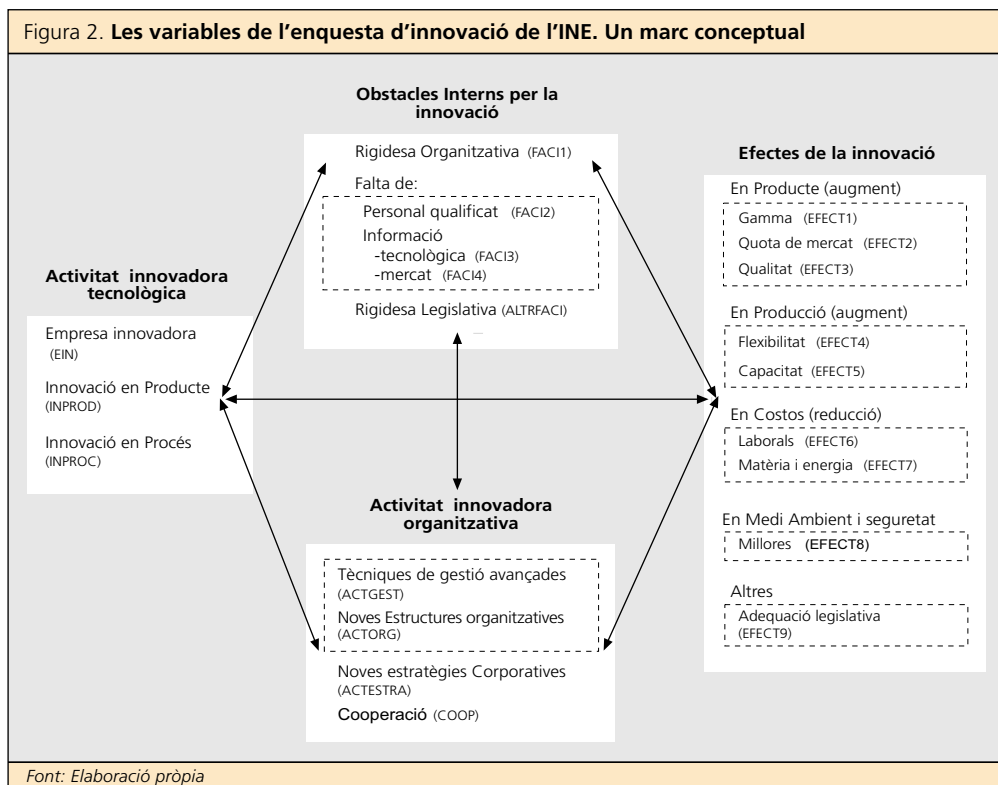 Figura 2. Les variables de l'enquesta d'innovació de l'INE. Un marc conceptual
Obstacles Interns per la
innovació
Rigidesa Organitzativa (FACI1)
Falta de:
Personal qualificat (FACI2)
Informació
-tecnològica (FACI3)
-mercat (FACI4)
Rigidesa Legislativa (ALTRFACI)
Activitat innovadora
tecnològica
Empresa innovadora
(EIN)
Innovació en Producte
(INPROD)
Innovació en Procés
(INPROC)
Activitat innovadora
organitzativa
Tècniques de gestió avançades
(ACTGEST)
Noves Estructures organitzatives
(ACTORG)
Noves estratègies Corporatives
(ACTESTRA)
Cooperació (COOP)
Efectes de la innovació
En Producte (augment)
Gamma (EFECT1)
Quota de mercat (EFECT2)
Qualitat (EFECT3)
En Producció (augment)
Flexibilitat (EFECT4)
Capacitat (EFECT5)
En Costos (reducció)
Laborals (EFECT6)
Matèria i energia (EFECT7)
En Medi Ambient i seguretat
Millores (EFECT8)
Altres
Adequació legislativa
(EFECT9)
Font: Elaboració pròpia